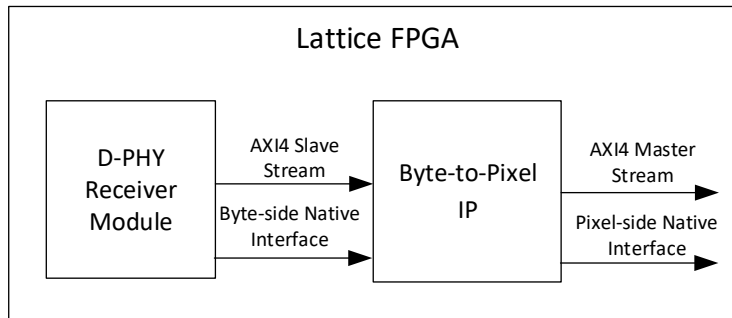 Lattice FPGA
D-PHY
Receiver
Module
AXI4 Slave
Stream
Byte-side Native
Interface
Byte-to-Pixel
IP
AXI4 Master
Stream
Pixel-side Native
Interface